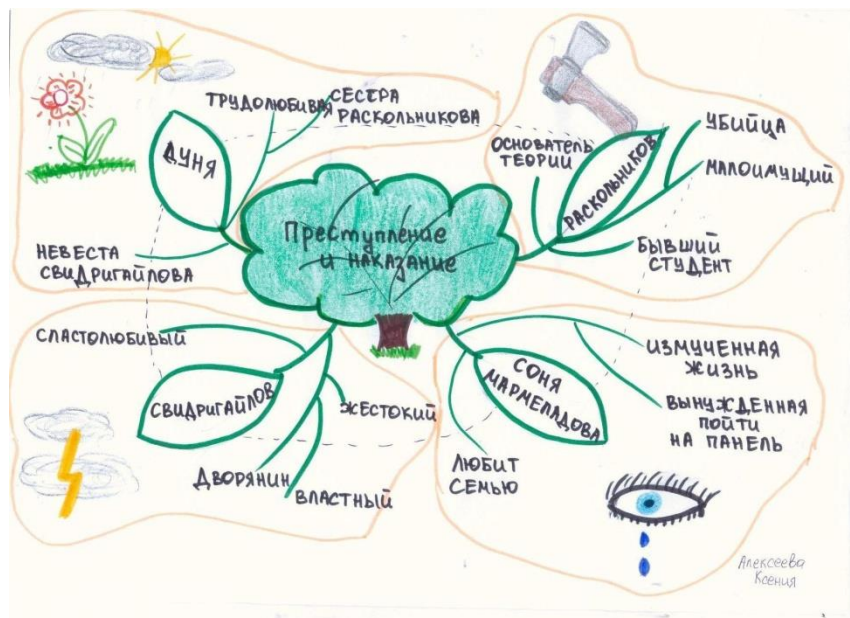 Преступление
и наказание
ДУНЯ
ТРУДОЛЮБИВАЯ
СЕСТРА
РАСКОЛЬНИКОВА
НЕВЕСТА
СВИДРИГАЙЛОВА
РАСКОЛЬНИКОВ
ОСНОВАТЕЛЬ
ТЕОРИИ
УБИЙЦА
МАЛОИМУЩИЙ
БЫВШИЙ
СТУДЕНТ
СВИДРИГАЙЛОВ
СЛАСТОЛЮБИВЫЙ
ЖЕСТОКИЙ
ДВОРЯНИН
ВЛАСТНЫЙ
СОНЯ
МАРМЕЛАДОВА
ИЗМУЧЕННАЯ
ЖИЗНЬ
ВЫНУЖДЕННАЯ
ПОЙТИ
НА ПАНЕЛЬ
ЛЮБИТ
СЕМЬЮ
Алексеева
Ксения